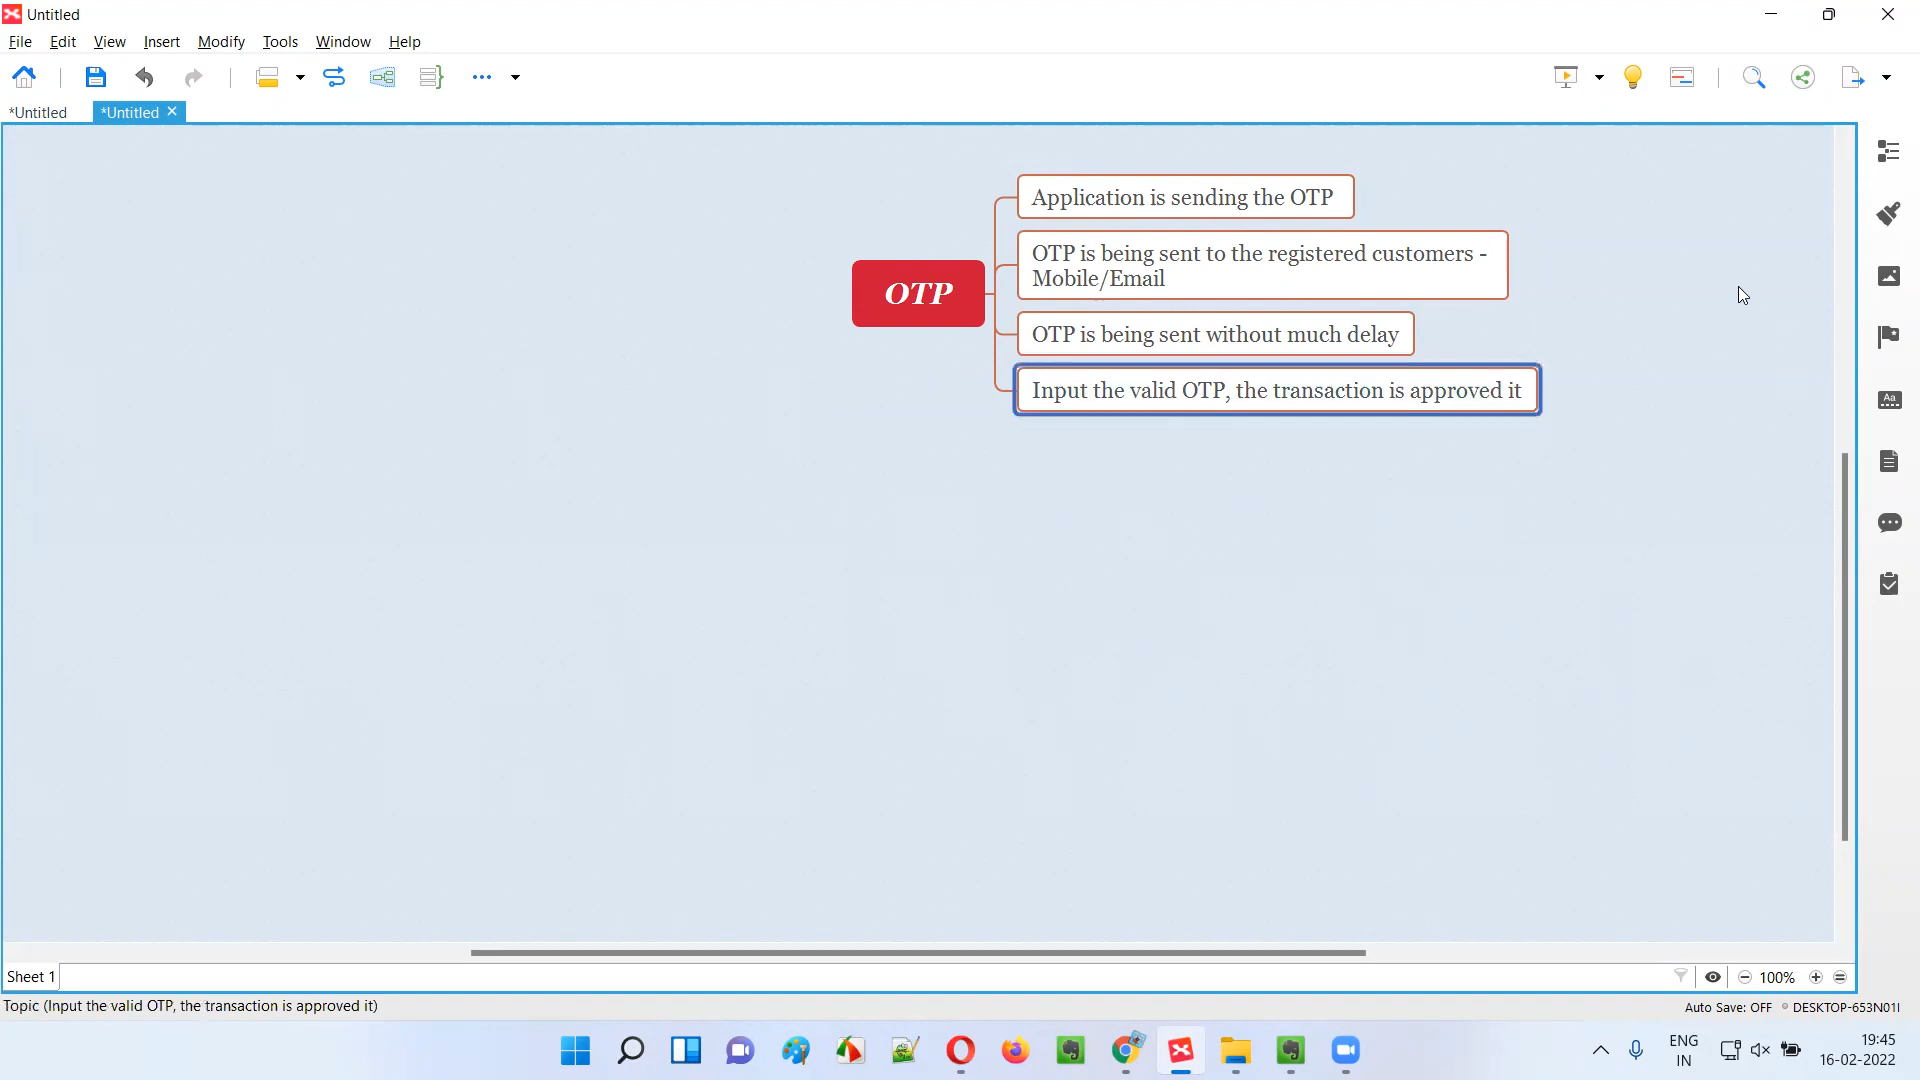 Untitled
File Edit View Insert Modify Tools Window Help
*Untitled *Untitled
Application is sending the OTP
OTP is being sent to the registered customers -
Mobile/Email
OTP
OTP is being sent without much delay
Input the valid OTP, the transaction is approved it
Aa
Sheet 1
100%
Topic (Input the valid OTP, the transaction is approved it)
Auto Save: OFF DESKTOP-653N01I
ENG
IN
19:45
16-02-2022